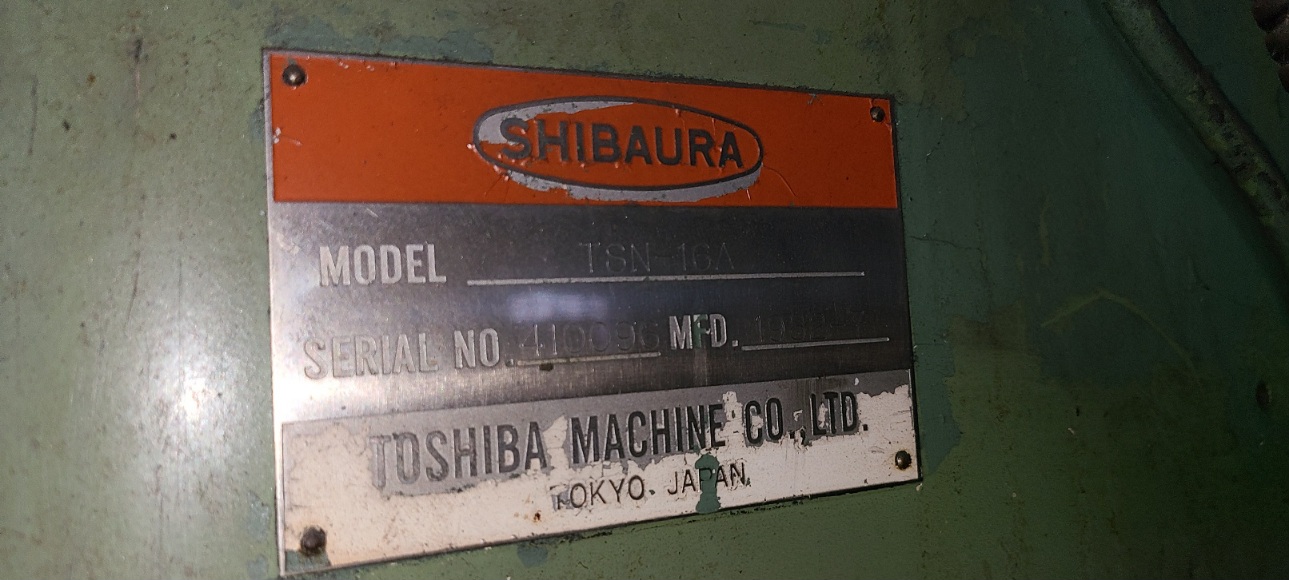 SHIBAURA
MODEL TSN-16A
SERIAL NO. 410096 MFD.
TOSHIBA MACHINE CO., LTD.
TOKYO. JAPAN